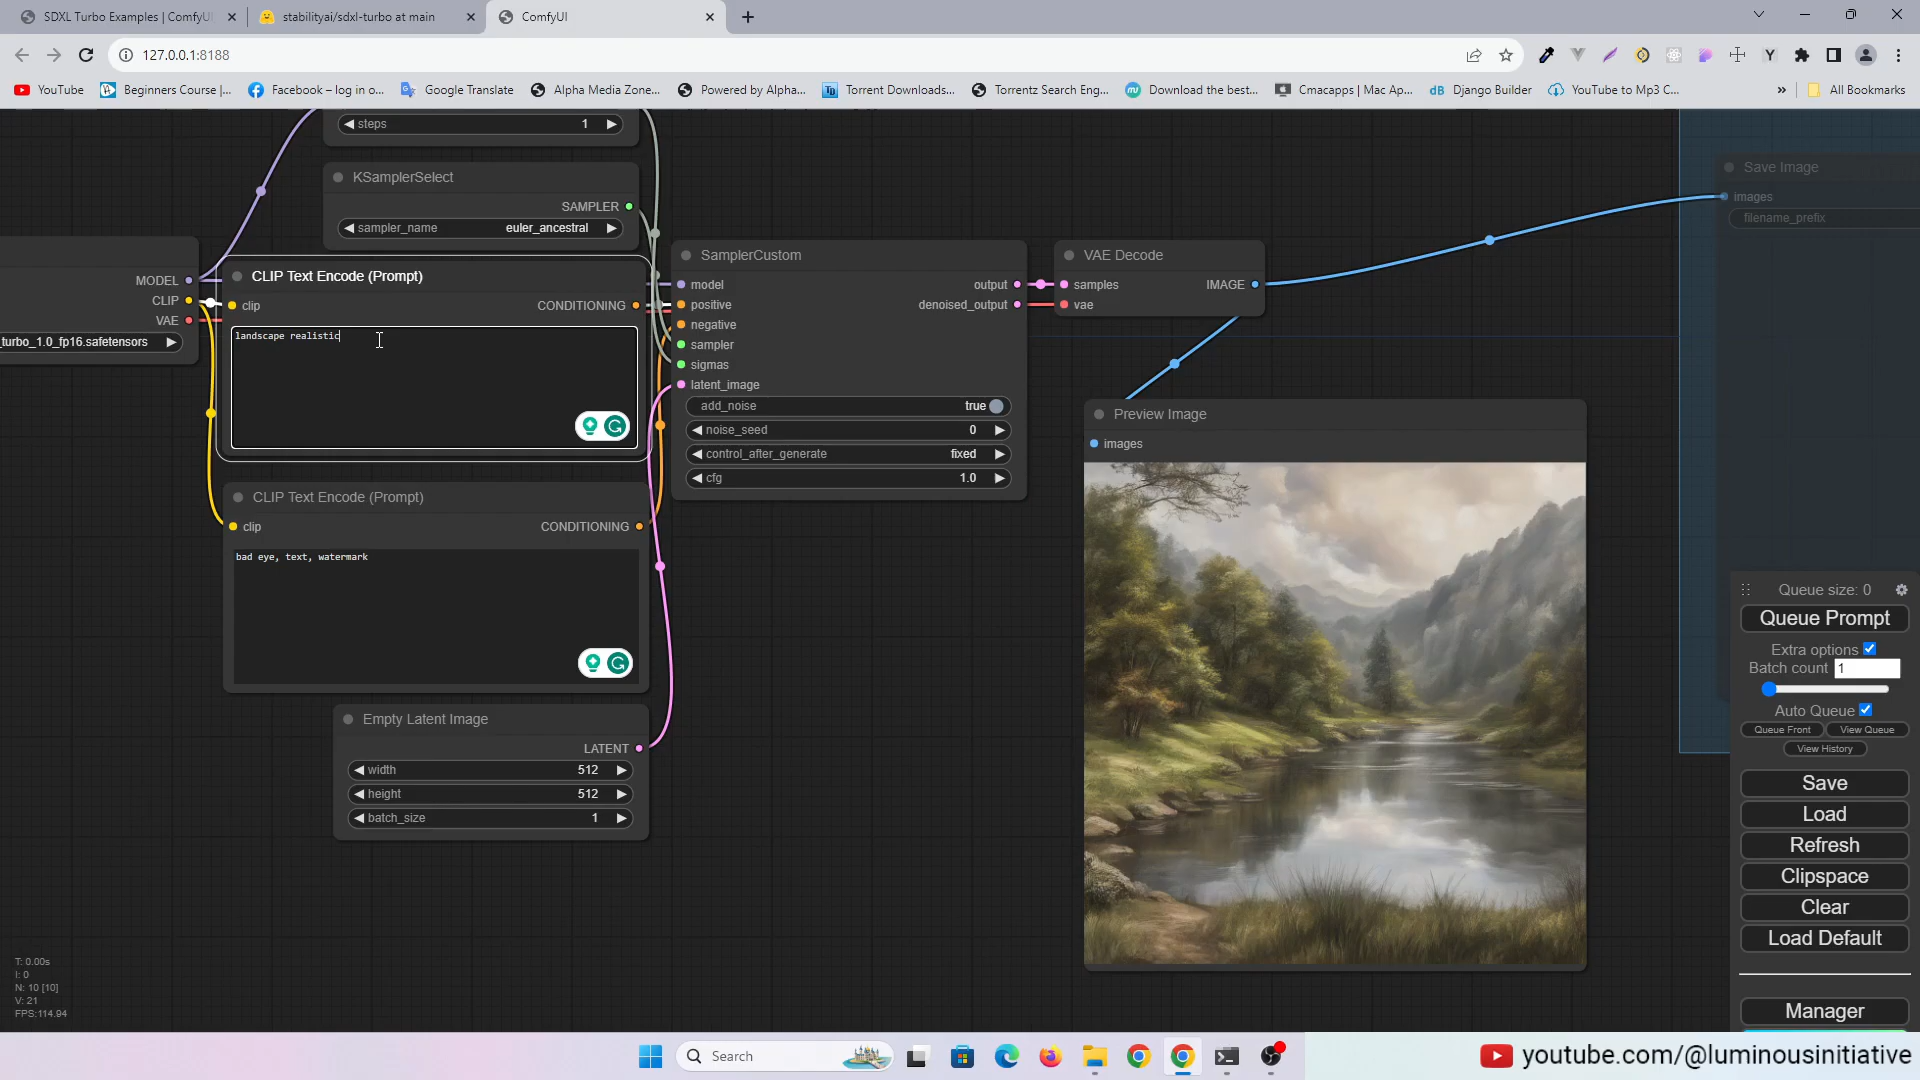 SDXL Turbo Examples | ComfyUI
stabilityai/sdxl-turbo at main
ComfyUI
127.0.0.1:8188
YouTube
Beginners Course |...
Facebook – log in o...
Google Translate
Alpha Media Zone...
Powered by Alpha...
Torrent Downloads...
Torrentz Search Eng...
Download the best...
Cmacapps | Mac Ap...
dB Django Builder
YouTube to Mp3 C...
»
All Bookmarks
steps 1
KSamplerSelect
SAMPLER
sampler_name euler_ancestral
MODEL
CLIP
VAE
_turbo_1.0_fp16.safetensors
CLIP Text Encode (Prompt)
clip CONDITIONING
landscape realistic
CLIP Text Encode (Prompt)
clip CONDITIONING
bad eye, text, watermark
Empty Latent Image
LATENT
width 512
height 512
batch_size 1
SamplerCustom
model output
positive denoised_output
negative
sampler
sigmas
latent_image
add_noise true
noise_seed 0
control_after_generate fixed
cfg 1.0
VAE Decode
samples IMAGE
vae
Preview Image
images
Save Image
images
filename_prefix
Queue size: 0
Queue Prompt
Extra options
Batch count 1
Auto Queue
Queue Front
View Queue
View History
Save
Load
Refresh
Clipspace
Clear
Load Default
Manager
T: 0.00s
I: 0
N: 10 [10]
V: 21
FPS:114.94
Search
youtube.com/@luminousinitiative